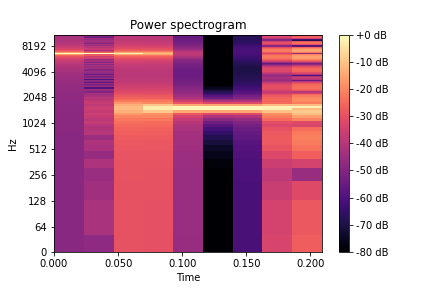 Power spectrogram
8192
4096
2048
1024
512
256
128
64
0
Hz
0.000 0.050 0.100 0.150 0.200
Time
+0 dB
-10 dB
-20 dB
-30 dB
-40 dB
-50 dB
-60 dB
-70 dB
-80 dB